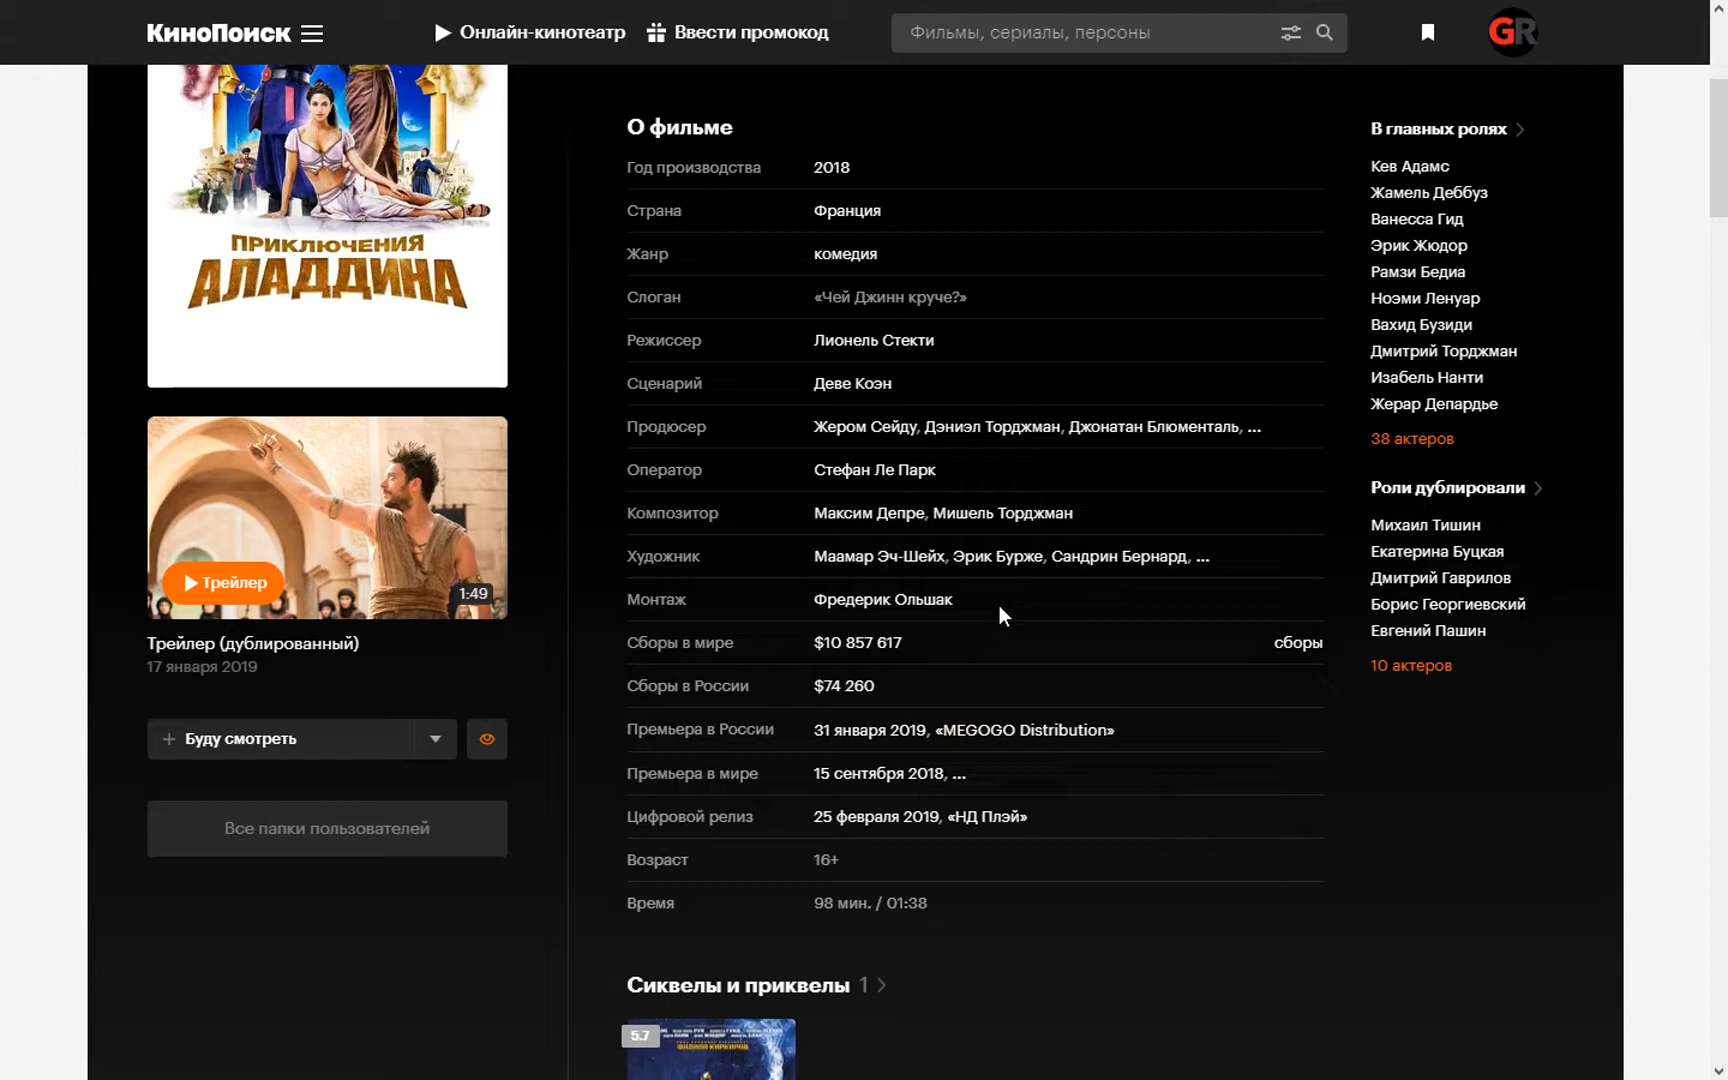 КиноПоиск
Онлайн-кинотеатр
Ввести промокод
Фильмы, сериалы, персоны
GR
ПРИКЛЮЧЕНИЯ
АЛАДДИНА
Трейлер
1:49
Трейлер (дублированный)
17 января 2019
+ Буду смотреть
Все папки пользователей
О фильме
Год производства 2018
Страна Франция
Жанр комедия
Слоган «Чей Джинн круче?»
Режиссер Лионель Стекти
Сценарий Деве Коэн
Продюсер Жером Сейду, Дэниэл Торджман, Джонатан Блюменталь, ...
Оператор Стефан Ле Парк
Композитор Максим Депре, Мишель Торджман
Художник Маамар Эч-Шейх, Эрик Бурже, Сандрин Бернард, ...
Монтаж Фредерик Ольшак
Сборы в мире $10 857 617 сборы
Сборы в России $74 260
Премьера в России 31 января 2019, «MEGOGO Distribution»
Премьера в мире 15 сентября 2018, ...
Цифровой релиз 25 февраля 2019, «НД Плэй»
Возраст 16+
Время 98 мин. / 01:38
Сиквелы и приквелы 1
5.7
В главных ролях
Кев Адамс
Жамель Деббуз
Ванесса Гид
Эрик Жюдор
Рамзи Бедиа
Ноэми Ленуар
Вахид Бузиди
Дмитрий Торджман
Изабель Нанти
Жерар Депардье
38 актеров
Роли дублировали
Михаил Тишин
Екатерина Буцкая
Дмитрий Гаврилов
Борис Георгиевский
Евгений Пашин
10 актеров